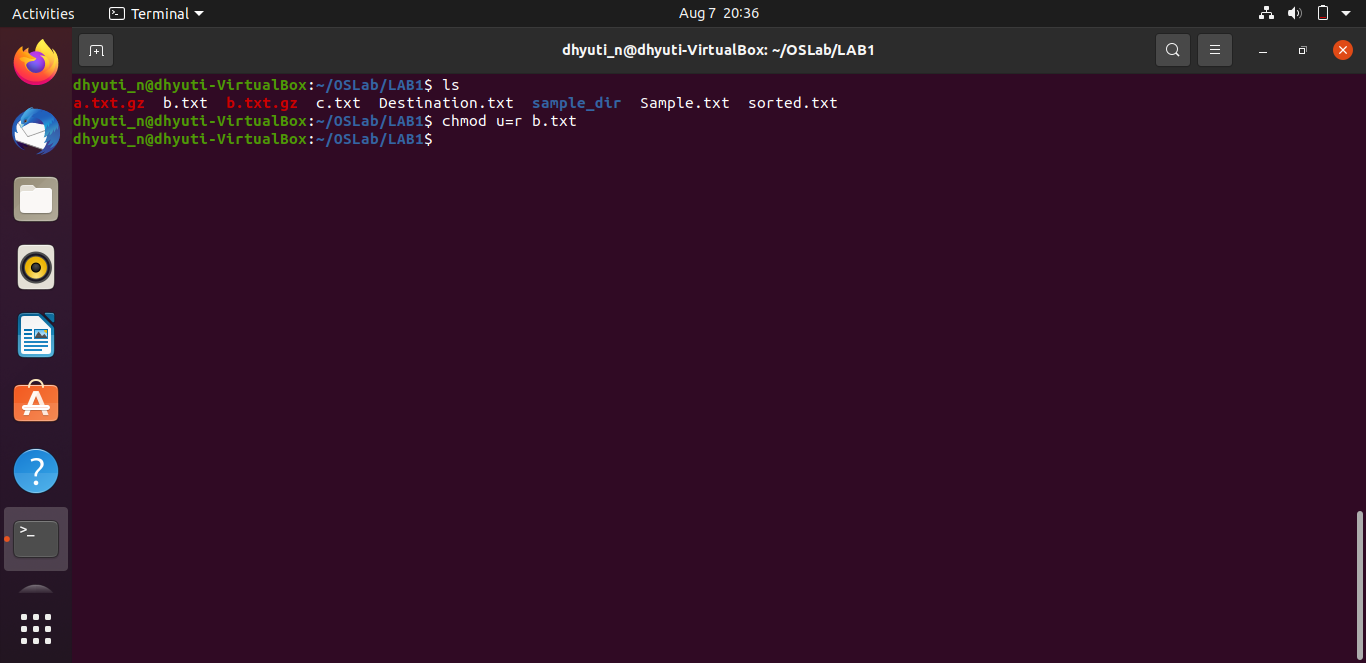 Activities Terminal Aug 7 20:36
dhyuti_n@dhyuti-VirtualBox: ~/OSLab/LAB1
dhyuti_n@dhyuti-VirtualBox:~/OSLab/LAB1$ ls
a.txt.gz b.txt b.txt.gz c.txt Destination.txt sample_dir Sample.txt sorted.txt
dhyuti_n@dhyuti-VirtualBox:~/OSLab/LAB1$ chmod u=r b.txt
dhyuti_n@dhyuti-VirtualBox:~/OSLab/LAB1$